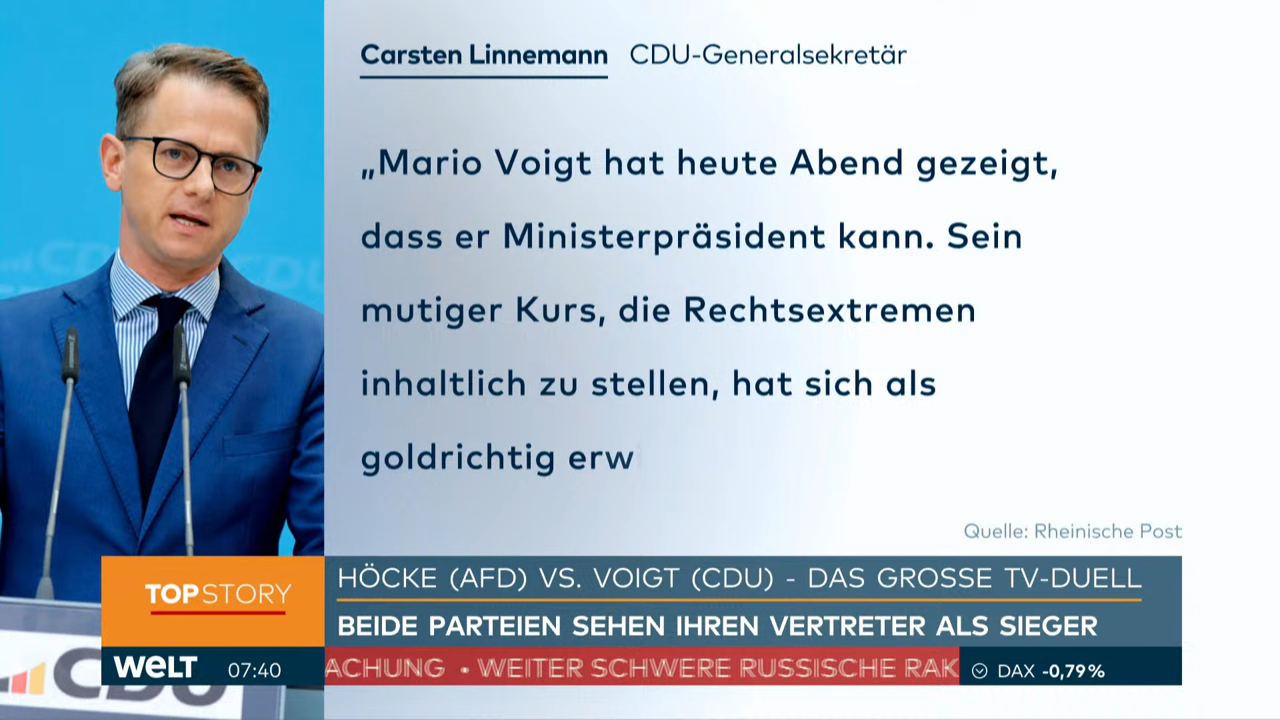 Carsten Linnemann CDU-Generalsekretär
„Mario Voigt hat heute Abend gezeigt,
dass er Ministerpräsident kann. Sein
mutiger Kurs, die Rechtsextremen
inhaltlich zu stellen, hat sich als
goldrichtig erw
Quelle: Rheinische Post
TOPSTORY
HÖCKE (AFD) VS. VOIGT (CDU) - DAS GROSSE TV-DUELL
BEIDE PARTEIEN SEHEN IHREN VERTRETER ALS SIEGER
WELT 07:40 ACHUNG • WEITER SCHWERE RUSSISCHE RAK DAX -0,79%
CDU